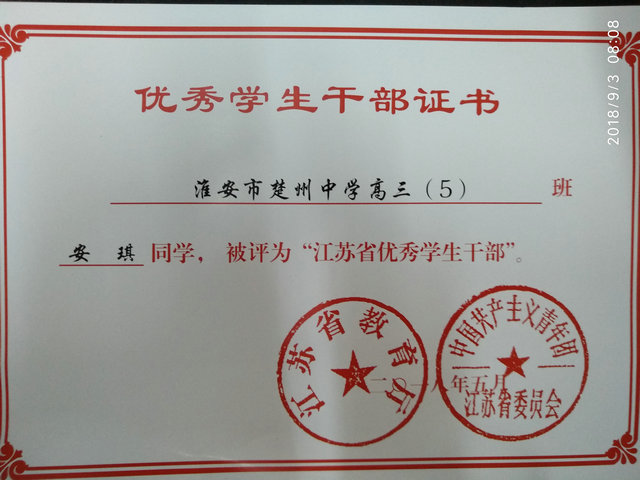 优秀学生干部证书
淮安市楚州中学高三（5） 班
安 琪 同学， 被评为“江苏省优秀学生干部”。
江苏省教育厅
中国共产主义青年团
江苏省委员会
二〇一八年五月
2018/9/3 08:08